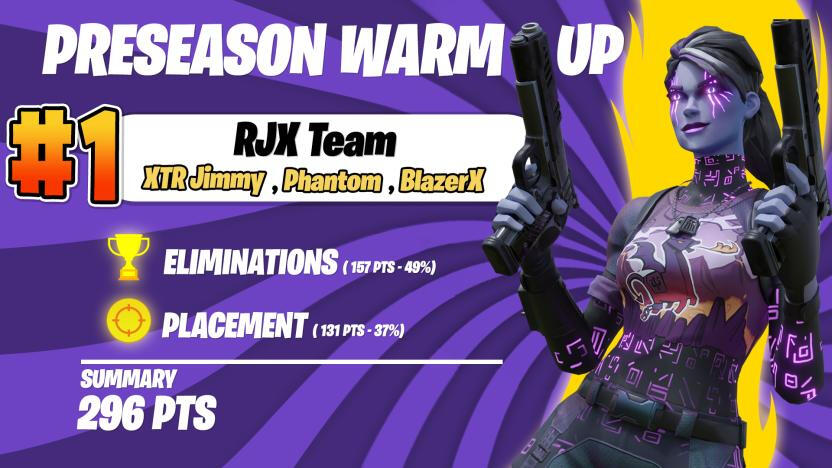 PRESEASON WARM UP
#1
RJX Team
XTR Jimmy , Phantom , BlazerX
ELIMINATIONS ( 157 PTS - 49%)
PLACEMENT ( 131 PTS - 37%)
SUMMARY
296 PTS